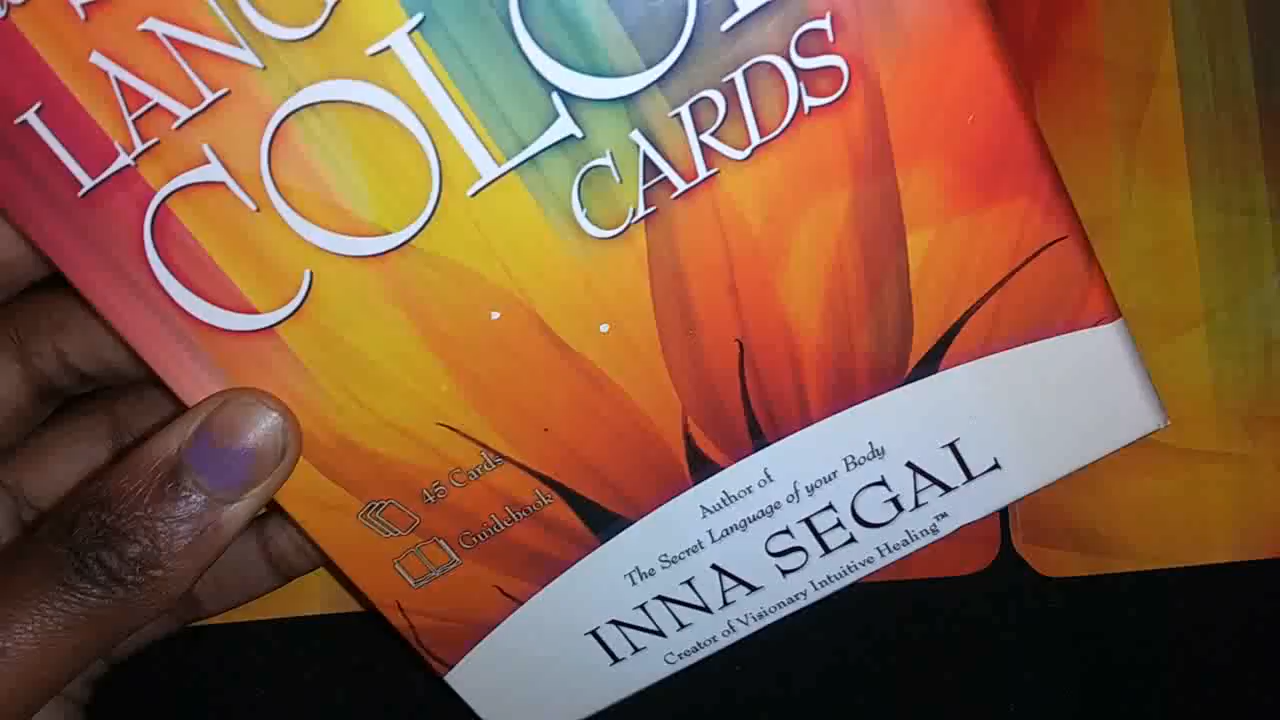 LANG
COLO
CARDS
45 Cards
Guidebook
Author of
The Secret Language of your Body
INNA SEGAL
Creator of Visionary Intuitive Healing™